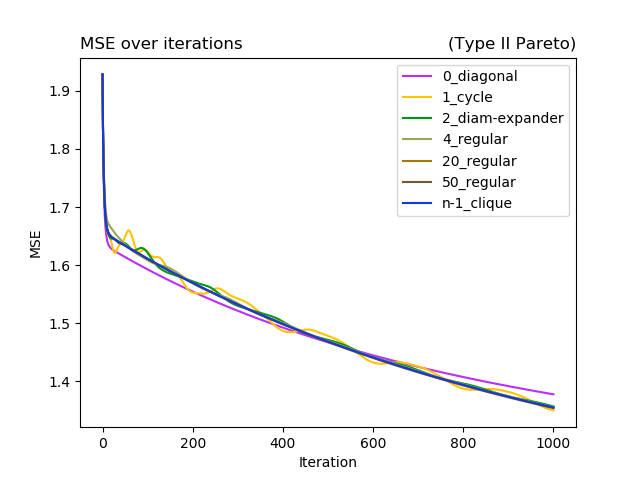 MSE over iterations (Type II Pareto)
0_diagonal
1_cycle
2_diam-expander
4_regular
20_regular
50_regular
n-1_clique
MSE
1.9
1.8
1.7
1.6
1.5
1.4
0 200 400 600 800 1000
Iteration